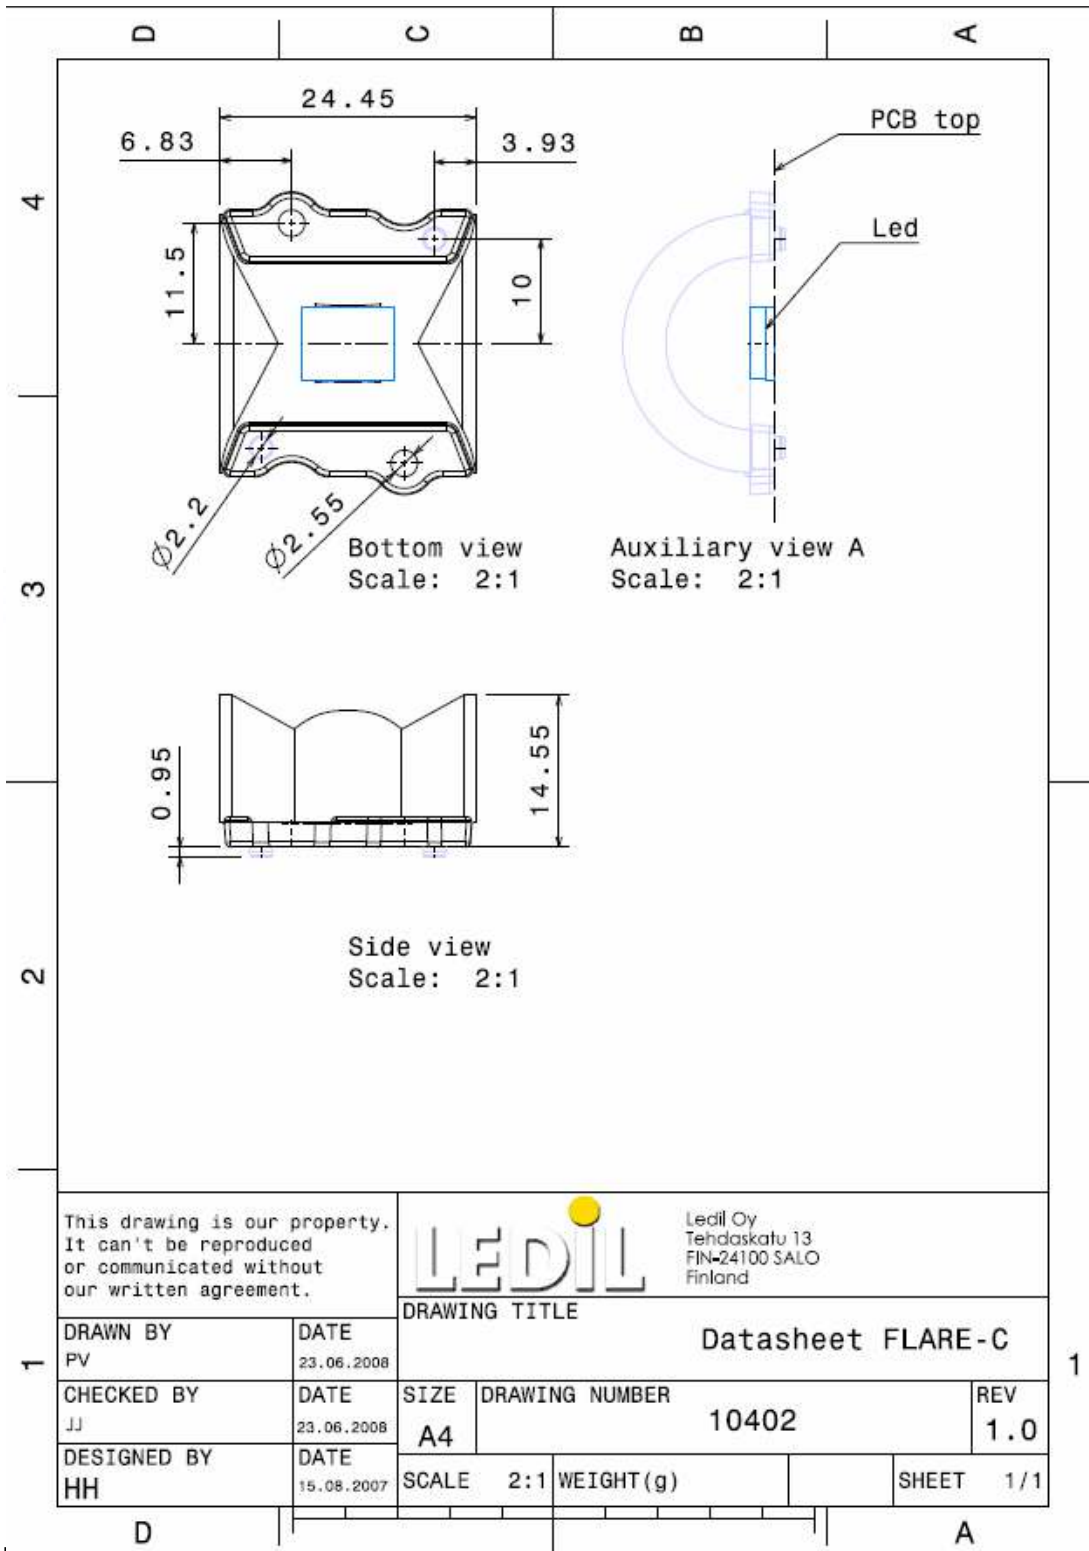 D C B A
4
3
2
1
1
24.45
6.83
3.93
11.5
10
Ø2.2
Ø2.55
Bottom view
Scale: 2:1
PCB top
Led
Auxiliary view A
Scale: 2:1
0.95
14.55
Side view
Scale: 2:1
This drawing is our property.
It can't be reproduced
or communicated without
our written agreement.
LEDiL
Ledil Oy
Tehdaskatu 13
FIN-24100 SALO
Finland
DRAWING TITLE
Datasheet FLARE-C
DRAWN BY
PV
DATE
23.06.2008
CHECKED BY
JJ
DATE
23.06.2008
SIZE
A4
DRAWING NUMBER
10402
REV
1.0
DESIGNED BY
HH
DATE
15.08.2007
SCALE 2:1
WEIGHT(g)
SHEET 1/1
D A